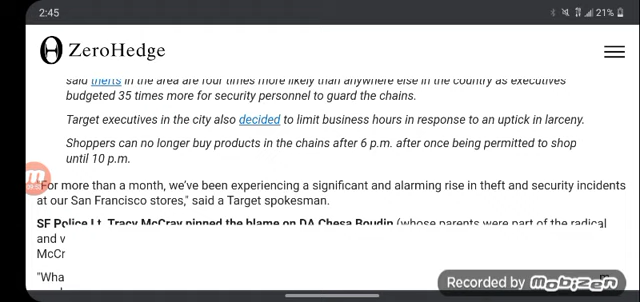 2:45
21%
ZeroHedge
said thefts in the area are four times more likely than anywhere else in the country as executives
budgeted 35 times more for security personnel to guard the chains.
Target executives in the city also decided to limit business hours in response to an uptick in larceny.
Shoppers can no longer buy products in the chains after 6 p.m. after once being permitted to shop
until 10 p.m.
"For more than a month, we've been experiencing a significant and alarming rise in theft and security incidents
at our San Francisco stores," said a Target spokesman.
SF Police Lt. Tracy McCray pinned the blame on DA Chesa Boudin (whose parents were part of the radical
and v
McCr
"Wha
Recorded by mobizen